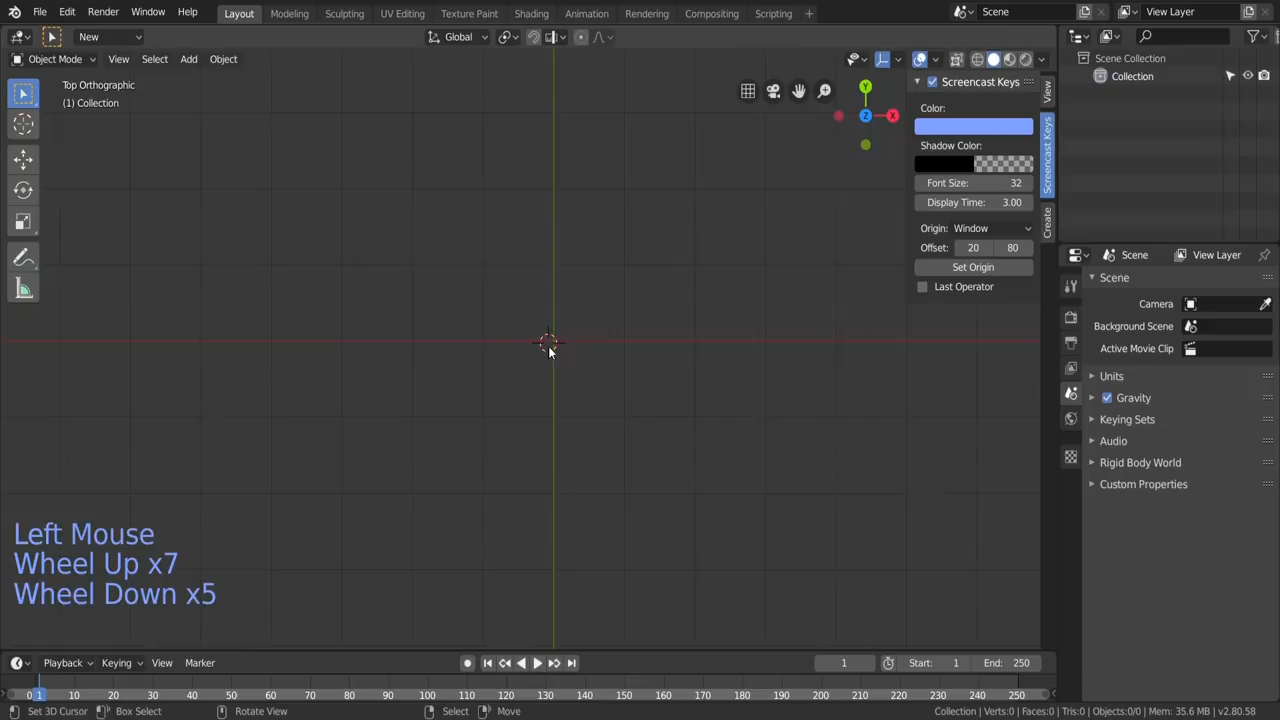 File Edit Render Window Help
Layout Modeling Sculpting UV Editing Texture Paint Shading Animation Rendering Compositing Scripting +
Scene
View Layer
New
Global
Object Mode View Select Add Object
Top Orthographic
(1) Collection
Y
Z
X
Screencast Keys
Color:
Shadow Color:
Font Size: 32
Display Time: 3.00
Origin: Window
Offset: 20 80
Set Origin
Last Operator
View
Screencast Keys
Create
Scene Collection
Collection
Scene View Layer
Scene
Camera
Background Scene
Active Movie Clip
Units
Gravity
Keying Sets
Audio
Rigid Body World
Custom Properties
Left Mouse
Wheel Up x7
Wheel Down x5
Playback Keying View Marker
1
Start: 1
End: 250
0 1 10 20 30 40 50 60 70 80 90 100 110 120 130 140 150 160 170 180 190 200 210 220 230 240 250
Set 3D Cursor Box Select Rotate View Select Move
Collection | Verts:0 | Faces:0 | Tris:0 | Objects:0/0 | Mem: 35.6 MB | v2.80.58